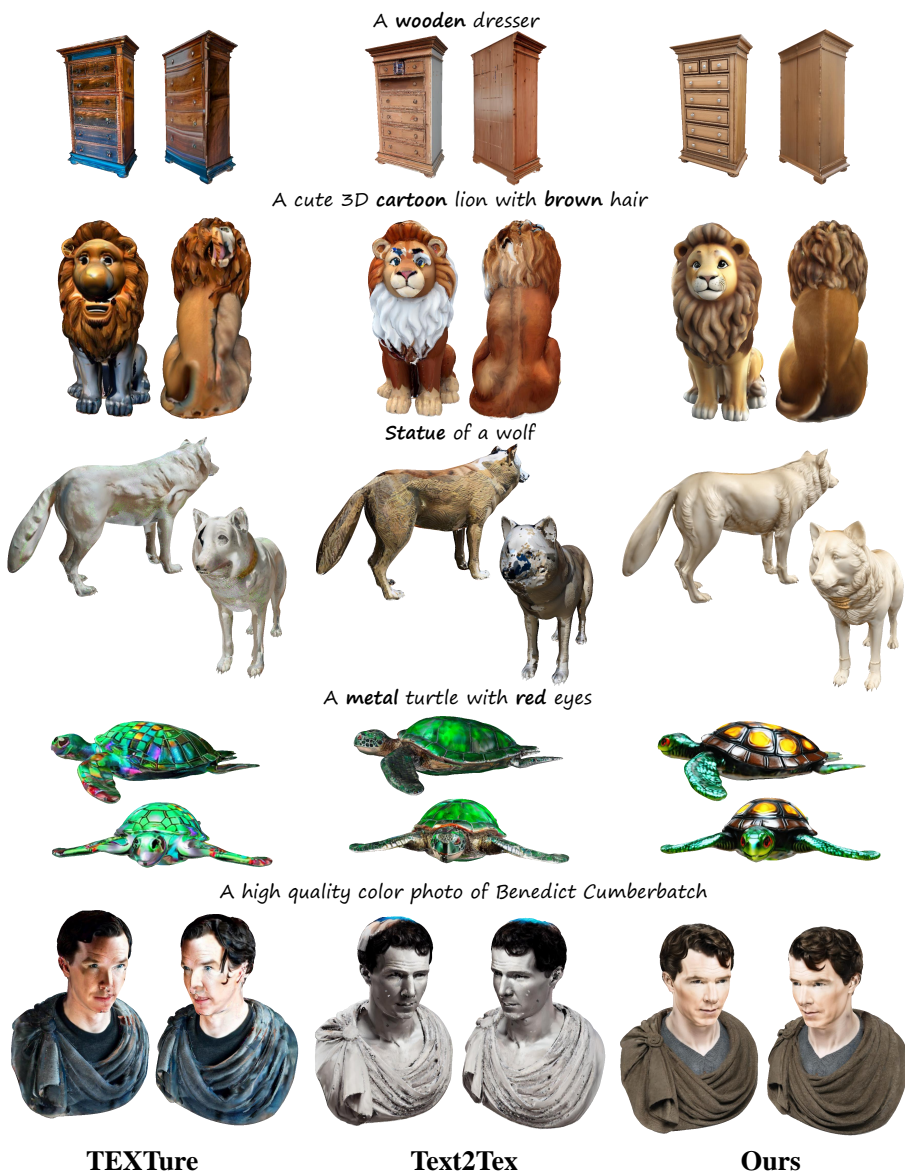 A wooden dresser
A cute 3D cartoon lion with brown hair
Statue of a wolf
A metal turtle with red eyes
A high quality color photo of Benedict Cumberbatch
TEXTure Text2Tex Ours